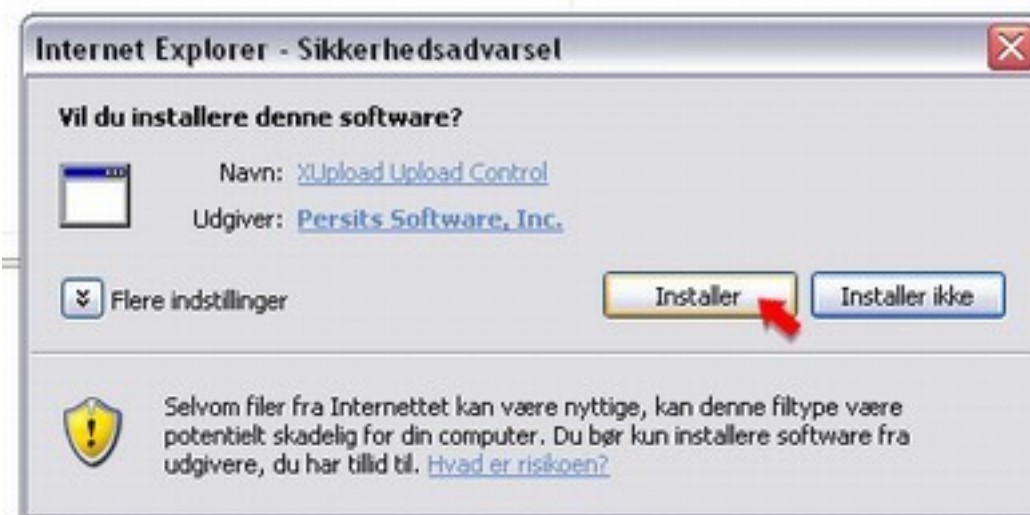 Internet Explorer - Sikkerhedsadvarsel
Vil du installere denne software?
Navn: XUpload Upload Control
Udgiver: Persits Software, Inc.
Flere indstillinger
Installer
Installer ikke
Selvom filer fra Internettet kan være nyttige, kan denne filtype være
potentielt skadelig for din computer. Du bør kun installere software fra
udgivere, du har tillid til. Hvad er risikoen?